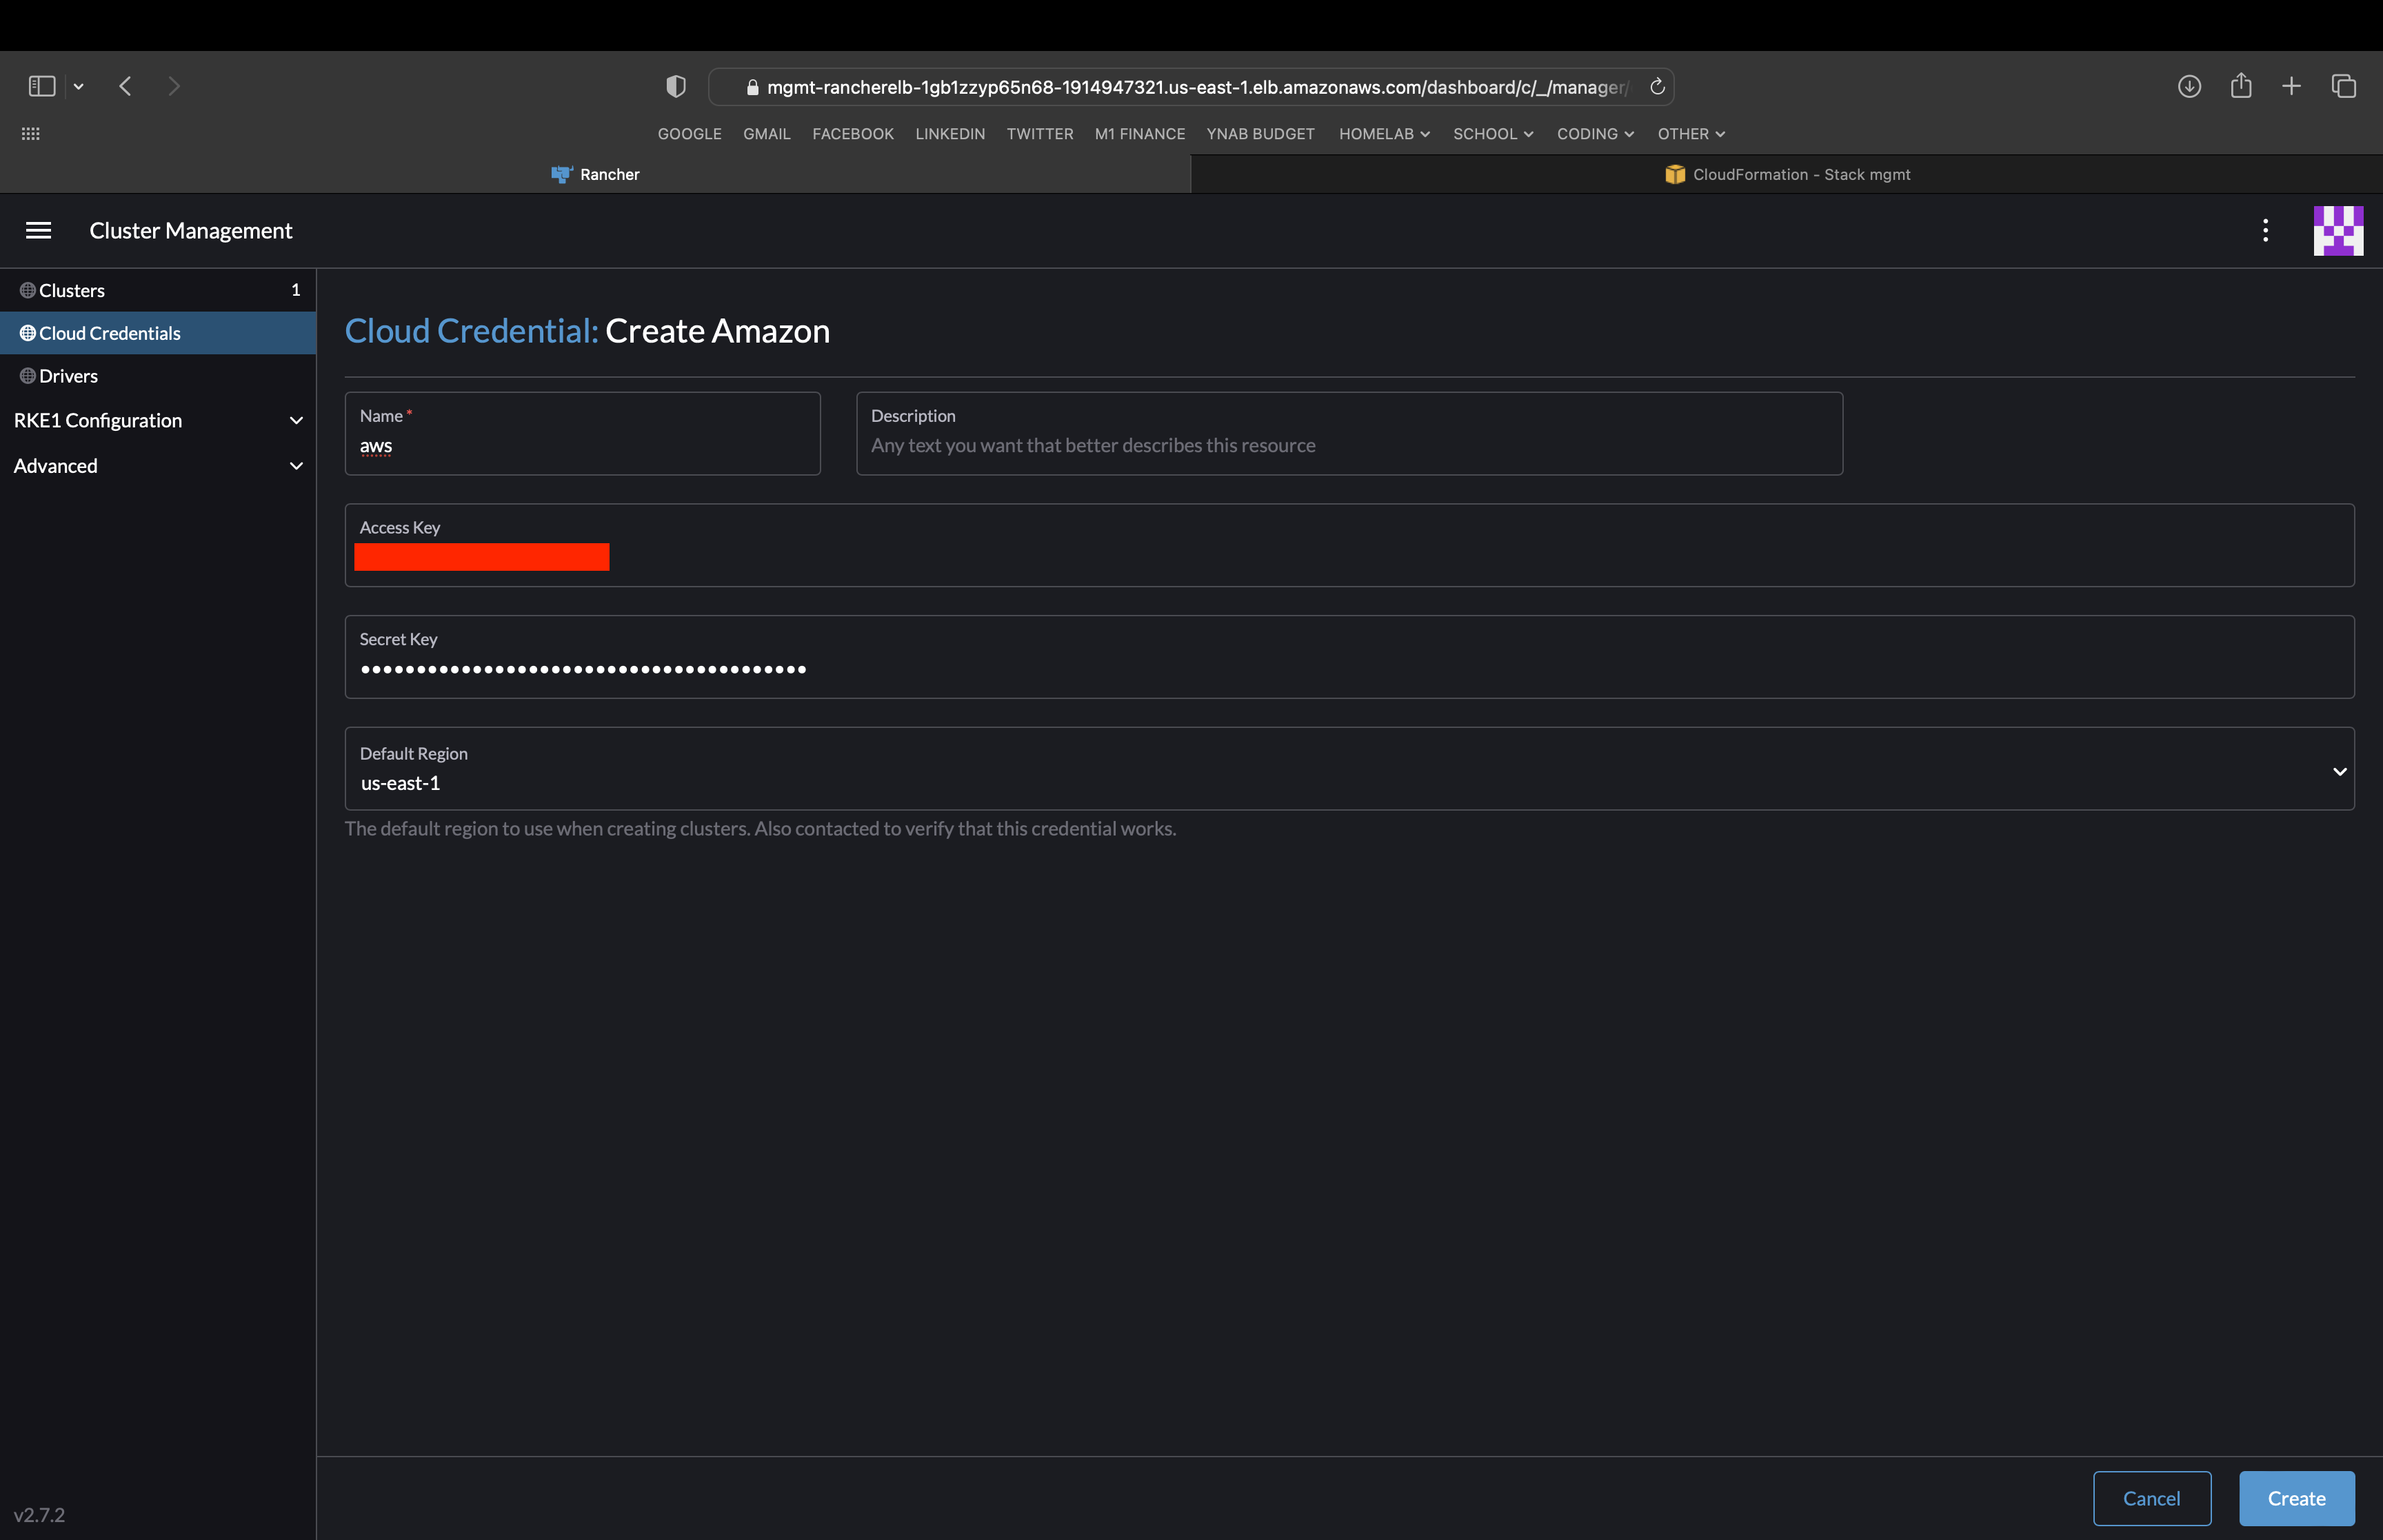 mgmt-rancherelb-1gb1zzyp65n68-1914947321.us-east-1.elb.amazonaws.com/dashboard/c/_/manager/
GOOGLE GMAIL FACEBOOK LINKEDIN TWITTER M1 FINANCE YNAB BUDGET HOMELAB SCHOOL CODING OTHER
Rancher
CloudFormation - Stack mgmt
Cluster Management
Clusters 1
Cloud Credentials
Drivers
RKE1 Configuration
Advanced
Cloud Credential: Create Amazon
Name *
aws
Description
Any text you want that better describes this resource
Access Key
Secret Key
••••••••••••••••••••••••••••••••••••••••
Default Region
us-east-1
The default region to use when creating clusters. Also contacted to verify that this credential works.
Cancel
Create
v2.7.2